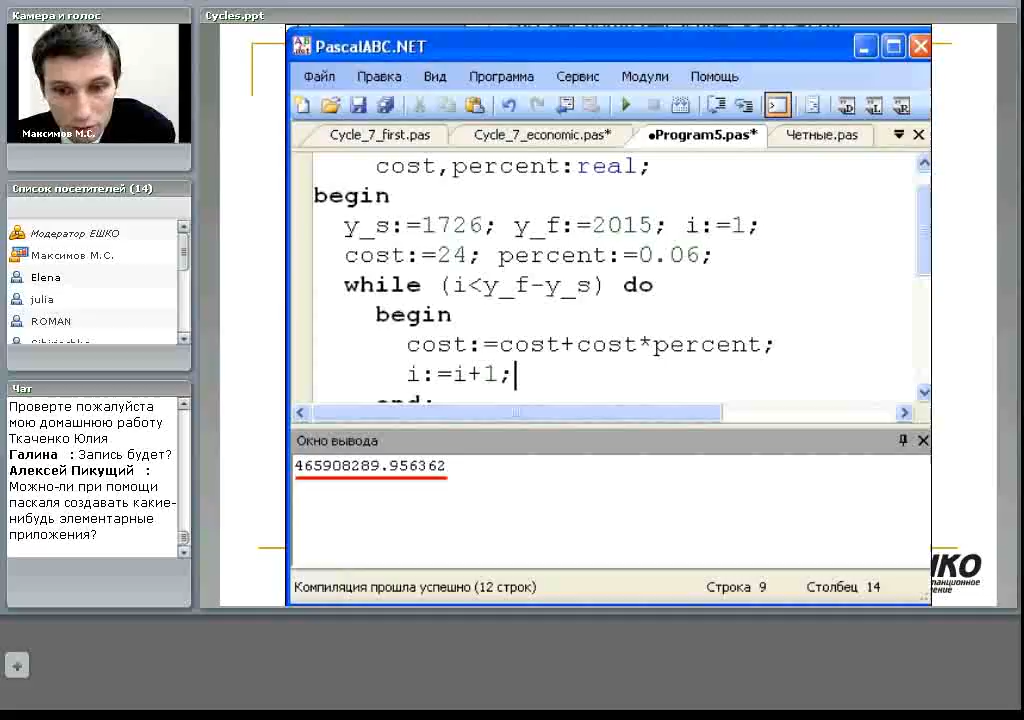 Камера и голос
Максимов М.С.
Список посетителей (14)
Модератор ЕШКО
Максимов М.С.
Elena
julia
ROMAN
Чат
Проверте пожалуйста
мою домашнюю работу
Ткаченко Юлия
Галина : Запись будет?
Алексей Пикущий :
Можно-ли при помощи
паскаля создавать какие-
нибудь элементарные
приложения?
Cycles.ppt
PascalABC.NET
Файл Правка Вид Программа Сервис Модули Помощь
Cycle_7_first.pas Cycle_7_economic.pas* •Program5.pas* Четные.pas
cost,percent:real;
begin
y_s:=1726; y_f:=2015; i:=1;
cost:=24; percent:=0.06;
while (i<y_f-y_s) do
begin
cost:=cost+cost*percent;
i:=i+1;
end;
Окно вывода
465908289.956362
Компиляция прошла успешно (12 строк) Строка 9 Столбец 14